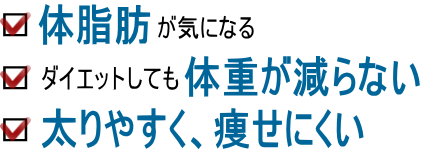 体脂肪が気になる
ダイエットしても体重が減らない
太りやすく、痩せにくい